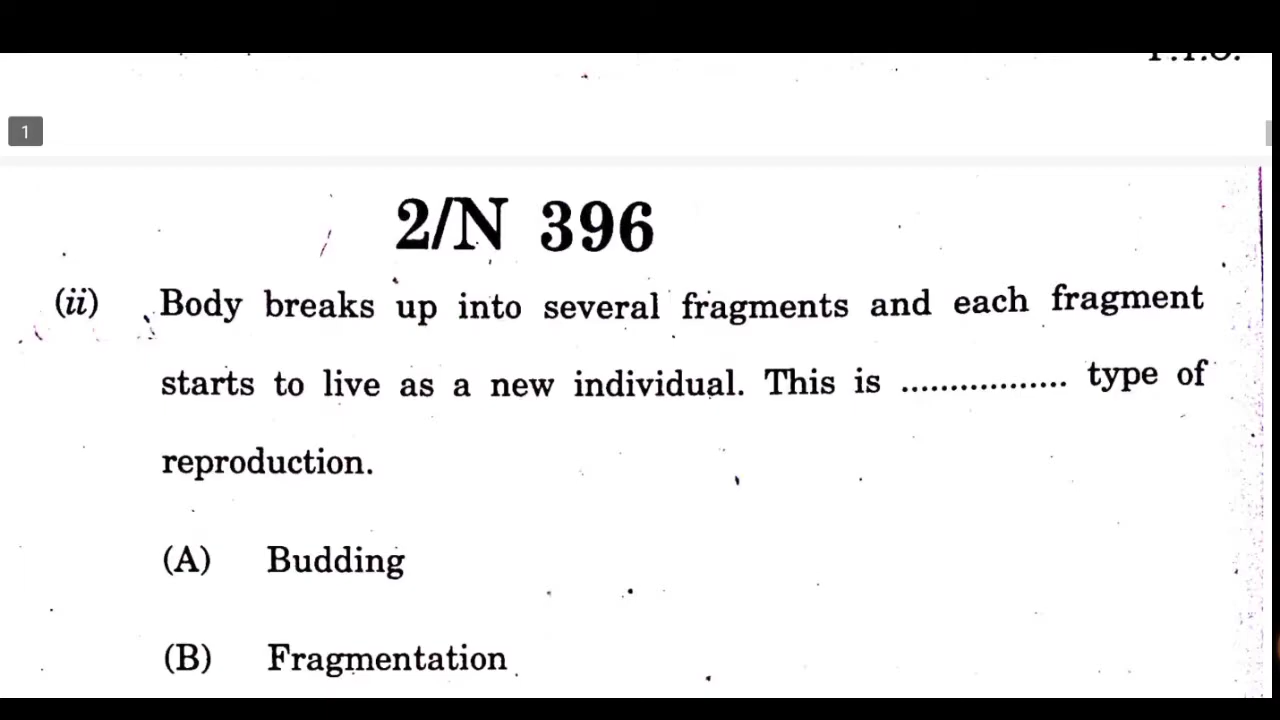 P.T.O.
1
2/N 396
(ii) Body breaks up into several fragments and each fragment
starts to live as a new individual. This is ................. type of
reproduction.
(A) Budding
(B) Fragmentation